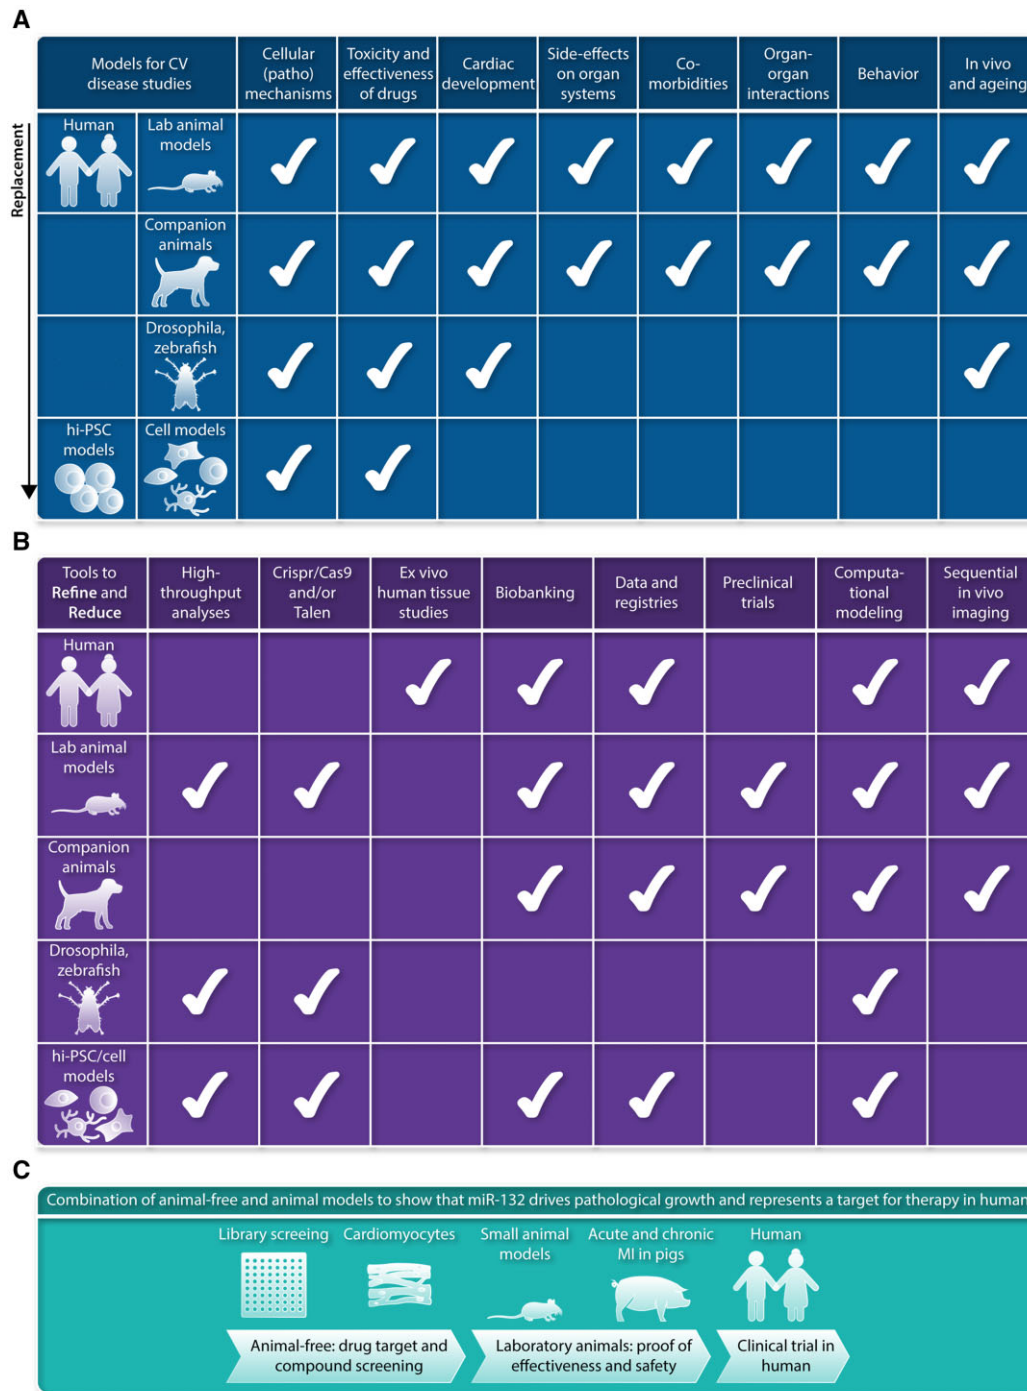 A
Models for CV
disease studies
Cellular
(patho)
mechanisms
Toxicity and
effectiveness
of drugs
Cardiac
development
Side-effects
on organ
systems
Co-
morbidities
Organ-
organ
interactions
Behavior
In vivo
and ageing
Replacement
Human
Lab animal
models
Companion
animals
Drosophila,
zebrafish
hi-PSC
models
Cell models
B
Tools to
Refine and
Reduce
High-
throughput
analyses
Crispr/Cas9
and/or
Talen
Ex vivo
human tissue
studies
Biobanking
Data and
registries
Preclinical
trials
Computa-
tional
modeling
Sequential
in vivo
imaging
Human
Lab animal
models
Companion
animals
Drosophila,
zebrafish
hi-PSC/cell
models
C
Combination of animal-free and animal models to show that miR-132 drives pathological growth and represents a target for therapy in human
Library screeing
Cardiomyocytes
Small animal
models
Acute and chronic
MI in pigs
Human
Animal-free: drug target and
compound screening
Laboratory animals: proof of
effectiveness and safety
Clinical trial in
human